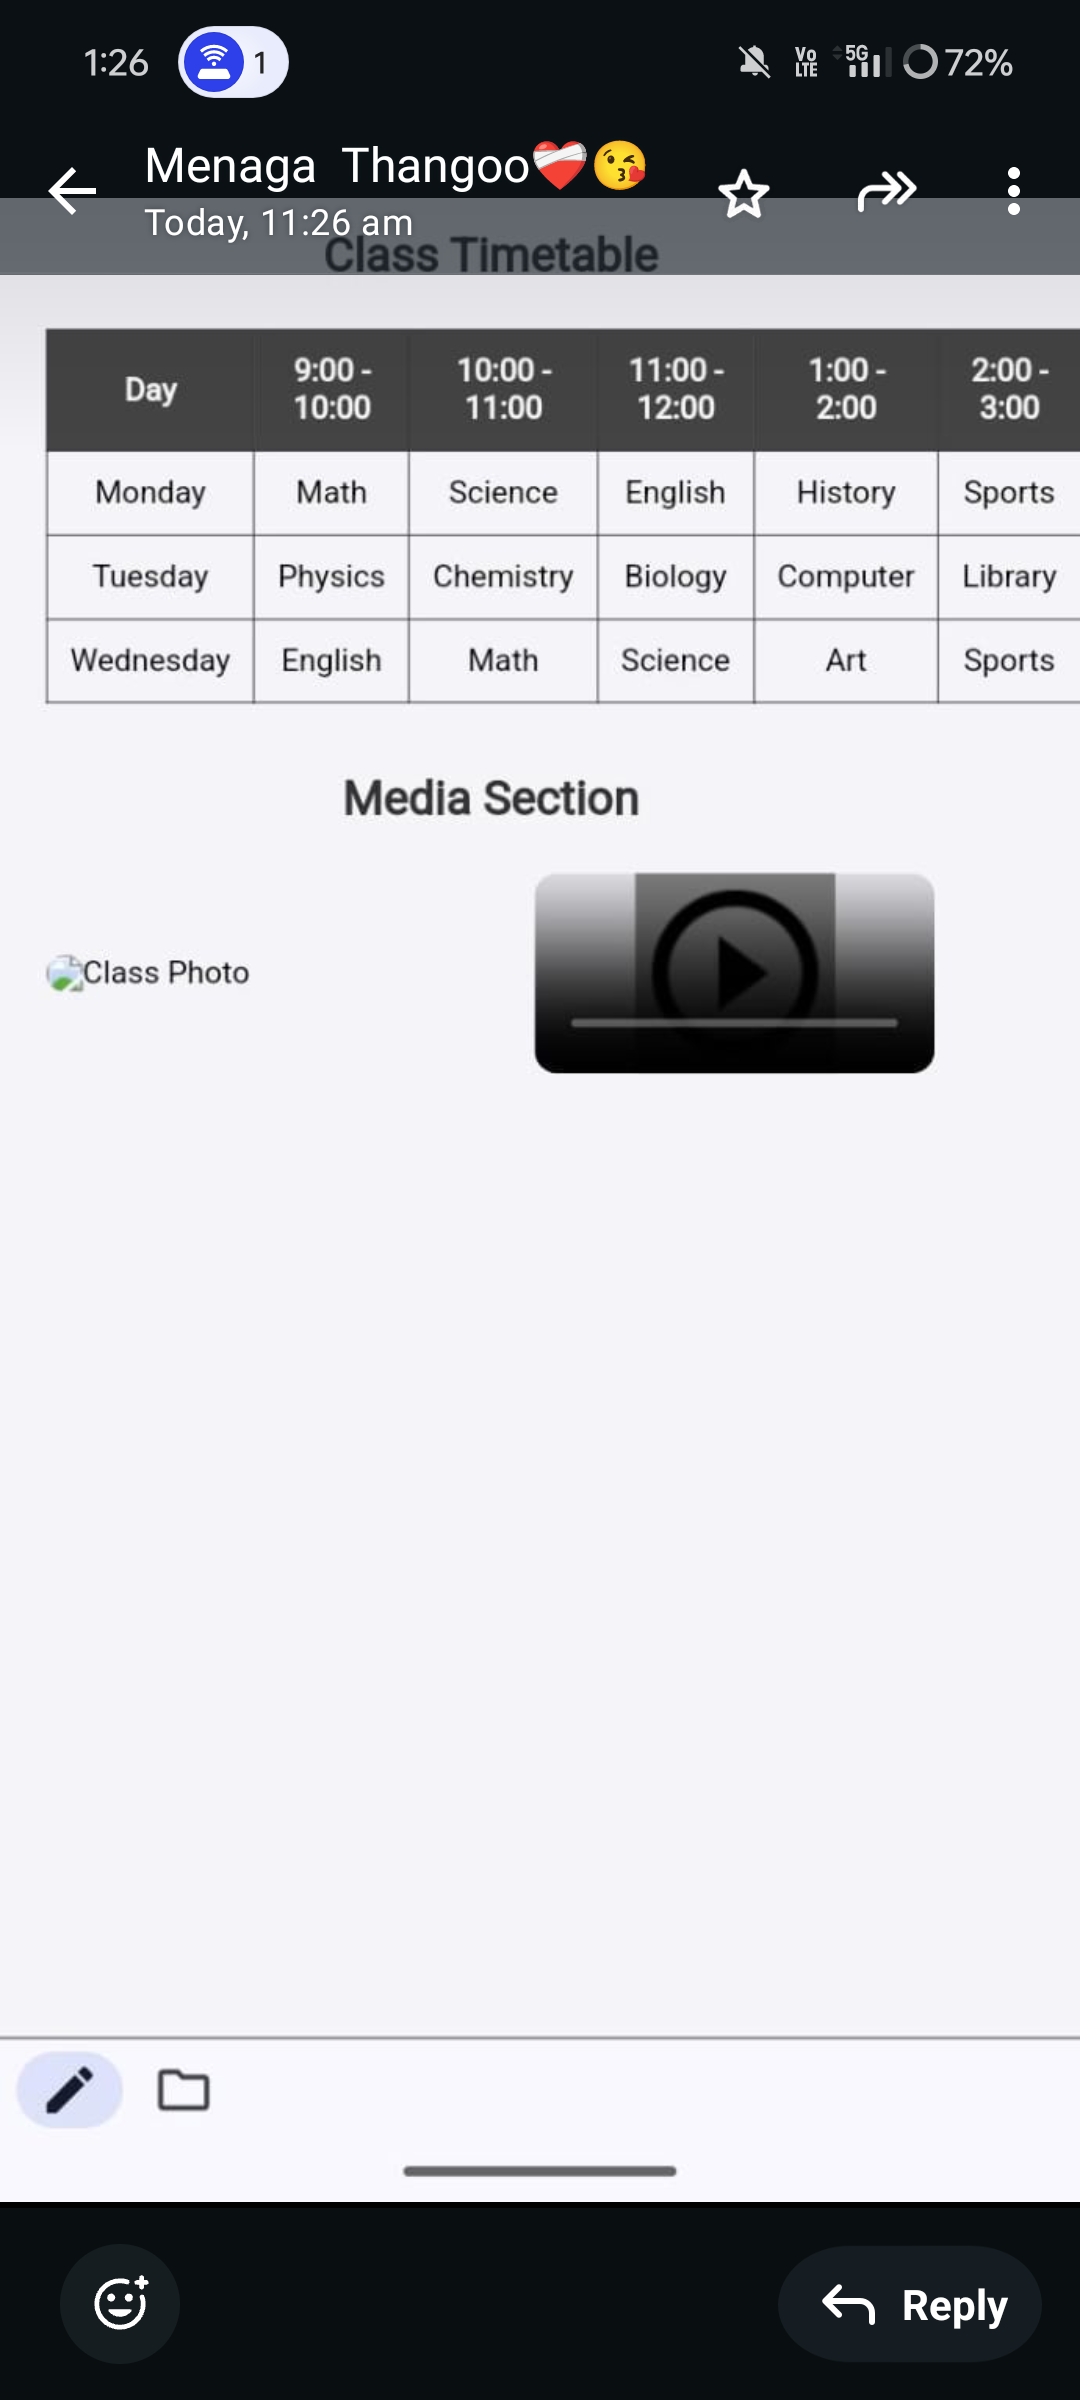 1:26 1 Vo LTE 5G 72%
Menaga Thangoo❤️‍🩹😘
Today, 11:26 am
Class Timetable
Day 9:00 - 10:00 10:00 - 11:00 11:00 - 12:00 1:00 - 2:00 2:00 - 3:00
Monday Math Science English History Sports
Tuesday Physics Chemistry Biology Computer Library
Wednesday English Math Science Art Sports
Media Section
Class Photo
Reply